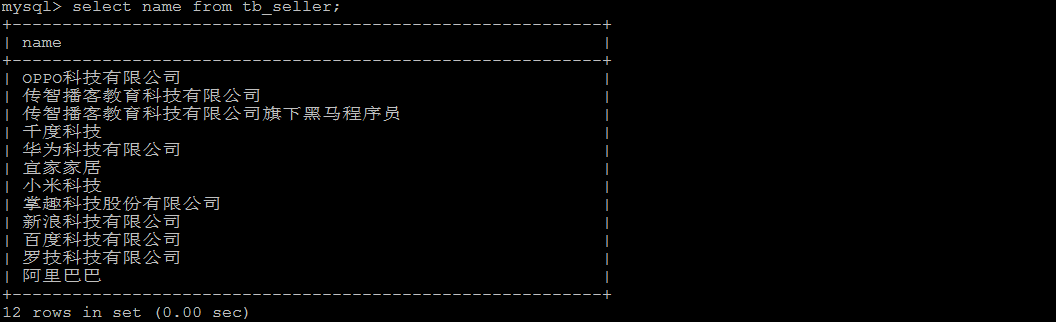 mysql> select name from tb_seller;
+-----------------------------------------------------------+
| name |
+-----------------------------------------------------------+
| OPPO科技有限公司 |
| 传智播客教育科技有限公司 |
| 传智播客教育科技有限公司旗下黑马程序员 |
| 千度科技 |
| 华为科技有限公司 |
| 宜家家居 |
| 小米科技 |
| 掌趣科技股份有限公司 |
| 新浪科技有限公司 |
| 百度科技有限公司 |
| 罗技科技有限公司 |
| 阿里巴巴 |
+-----------------------------------------------------------+
12 rows in set (0.00 sec)